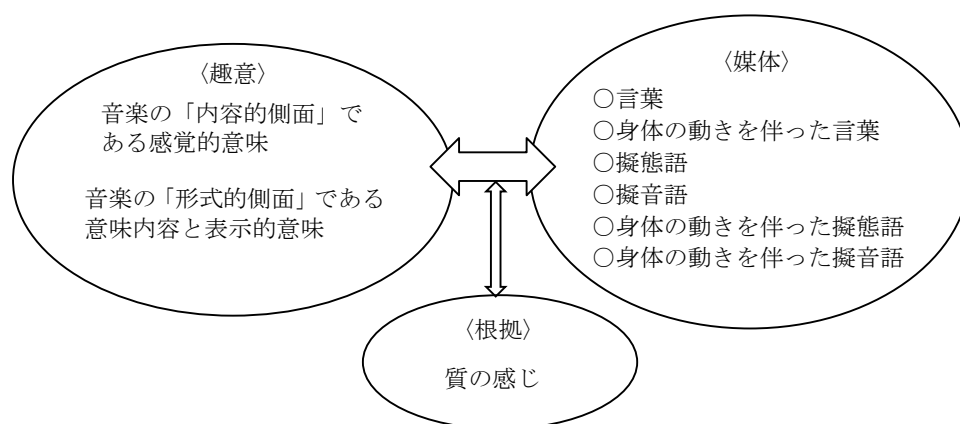 〈趣意〉
音楽の「内容的側面」で
ある感覚的意味
音楽の「形式的側面」である
意味内容と表示的意味
〈媒体〉
○言葉
○身体の動きを伴った言葉
○擬態語
○擬音語
○身体の動きを伴った擬態語
○身体の動きを伴った擬音語
〈根拠〉
質の感じ